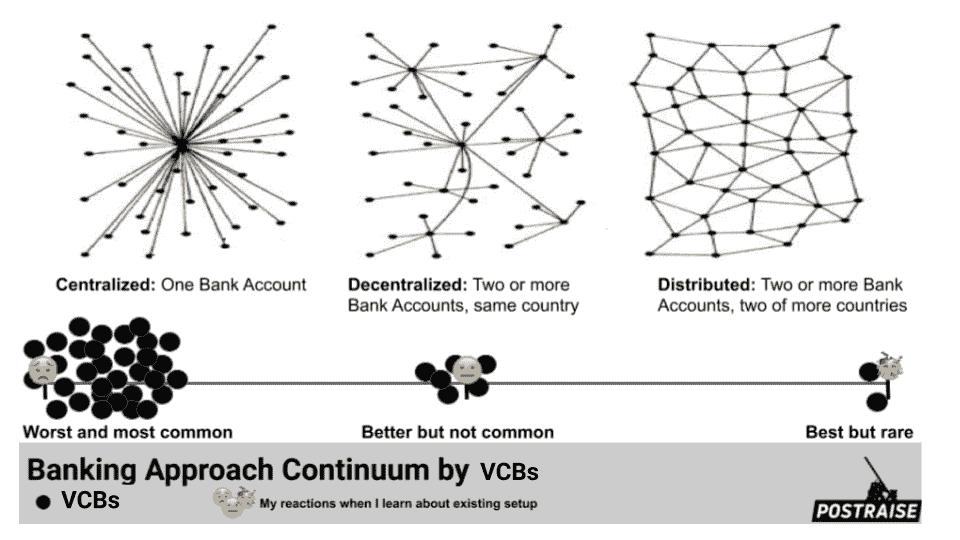 Centralized: One Bank Account
Decentralized: Two or more
Bank Accounts, same country
Distributed: Two or more Bank
Accounts, two of more countries
Worst and most common
Better but not common
Best but rare
Banking Approach Continuum by VCBs
VCBs
My reactions when I learn about existing setup
POSTRAISE